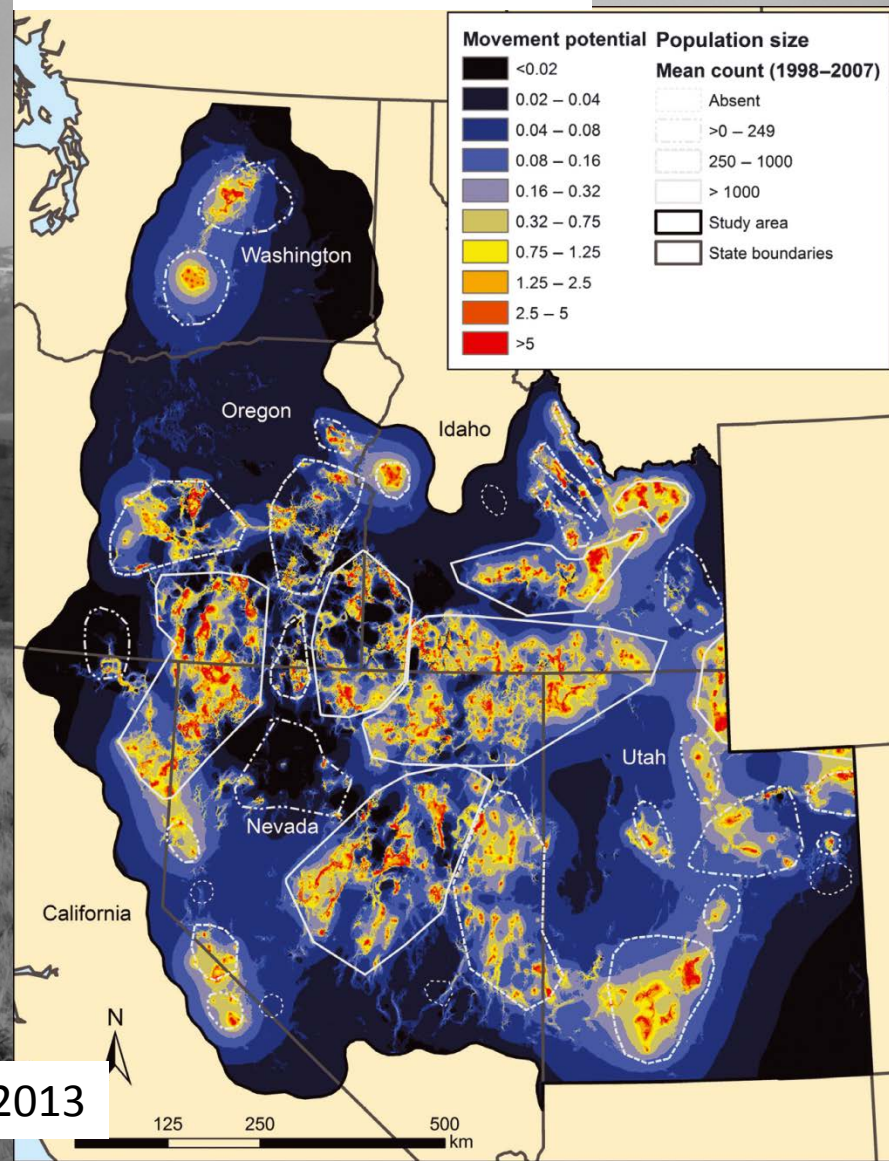 Movement potential
<0.02
0.02 – 0.04
0.04 – 0.08
0.08 – 0.16
0.16 – 0.32
0.32 – 0.75
0.75 – 1.25
1.25 – 2.5
2.5 – 5
>5
Population size
Mean count (1998–2007)
Absent
>0 – 249
250 – 1000
> 1000
Study area
State boundaries
Washington
Oregon
Idaho
Utah
Nevada
California
N
2013
125 250 500
km